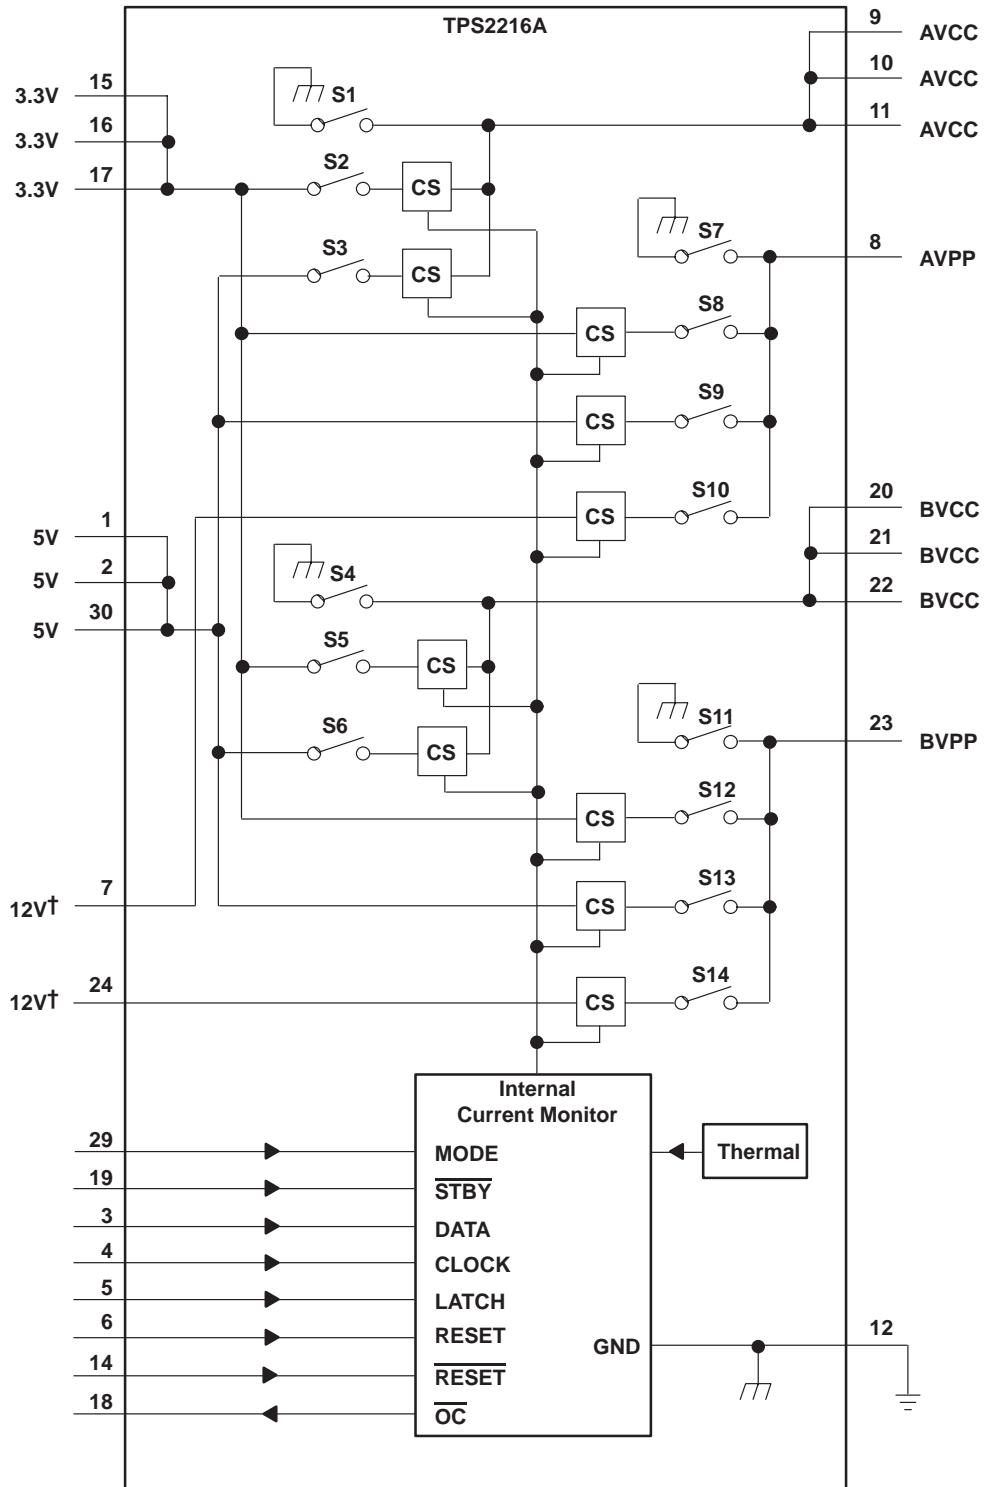 TPS2216A
9
AVCC
10
AVCC
11
AVCC
15
3.3V
16
3.3V
17
3.3V
S1
S2
CS
S3
CS
S7
8
AVPP
CS
S8
CS
S9
CS
S10
1
5V
2
5V
30
5V
20
BVCC
21
BVCC
22
BVCC
S4
S5
CS
S6
CS
S11
23
BVPP
CS
S12
7
12V†
CS
S13
24
12V†
CS
S14
Internal
Current Monitor
29
MODE
Thermal
19
STBY
3
DATA
4
CLOCK
5
LATCH
6
RESET
GND
12
14
RESET
18
OC